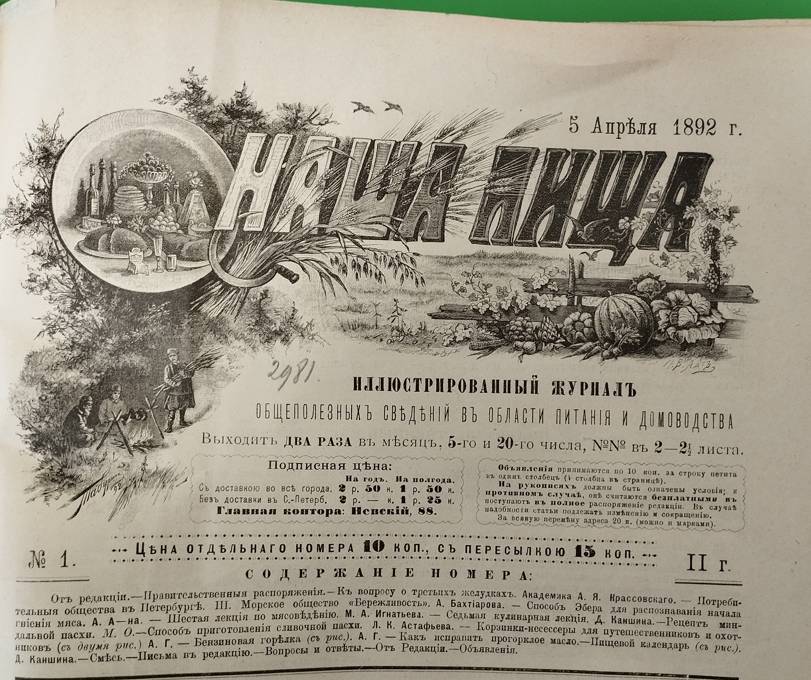 5 Апрѣля 1892 г.
НАША ПИЩА
2981.
ИЛЛЮСТРИРОВАННЫЙ ЖУРНАЛЪ
ОБЩЕПОЛЕЗНЫХЪ СВѢДѢНІЙ ВЪ ОБЛАСТИ ПИТАНІЯ И ДОМОВОДСТВА
Выходитъ ДВА РАЗА въ мѣсяцъ, 5-го и 20-го числа, №№ въ 2—2½ листа.
Подписная цѣна:
На годъ. На полгода.
Съ доставкою во всѣ города. 2 р. 50 к. 1 р. 50 к.
Безъ доставки въ С.-Петерб. 2 р. — к. 1 р. 25 к.
Главная контора: Невскій, 88.
Объявленія принимаются по 10 коп. за строку петита
въ одинъ столбецъ (¼ столбца въ страницѣ).
На рукописяхъ должны быть означены условія; въ
противномъ случаѣ, онѣ считаются безплатными и
поступаютъ въ полное распоряженіе редакціи. Въ случаѣ
надобности статьи подлежатъ измѣненію и сокращенію.
За всякую перемѣну адреса 20 к. (можно и марками).
№ 1.
ЦѢНА ОТДѢЛЬНАГО НОМЕРА 10 КОП., СЪ ПЕРЕСЫЛКОЮ 15 КОП.
II г.
СОДЕРЖАНІЕ НОМЕРА:
Отъ редакціи.—Правительственныя распоряженія.—Къ вопросу о третьихъ желудкахъ. Академика А. Я. Крассовскаго. — Потреби-
тельныя общества въ Петербургѣ. III. Морское общество «Бережливость». А. Бахтіарова. — Способъ Эбера для распознаванія начала
гніенія мяса. А. А—на. — Шестая лекція по мясовѣдѣнію. М. А. Игнатьева. — Седьмая кулинарная лекція. Д. Каншина.—Рецептъ мин-
дальной пасхи. М. О.—Способъ приготовленія сливочной пасхи. Л. К. Астафьева. — Корзинки-несессеры для путешественниковъ и охот-
никовъ (съ двумя рис.) А. Г. — Бензиновая горѣлка (съ рис.). А. Г. — Какъ исправить прогорклое масло.—Пищевой календарь (съ рис.).
Д. Каншина.—Смѣсь.—Письма въ редакцію.—Вопросы и отвѣты.—Отъ Редакціи.—Объявленія.